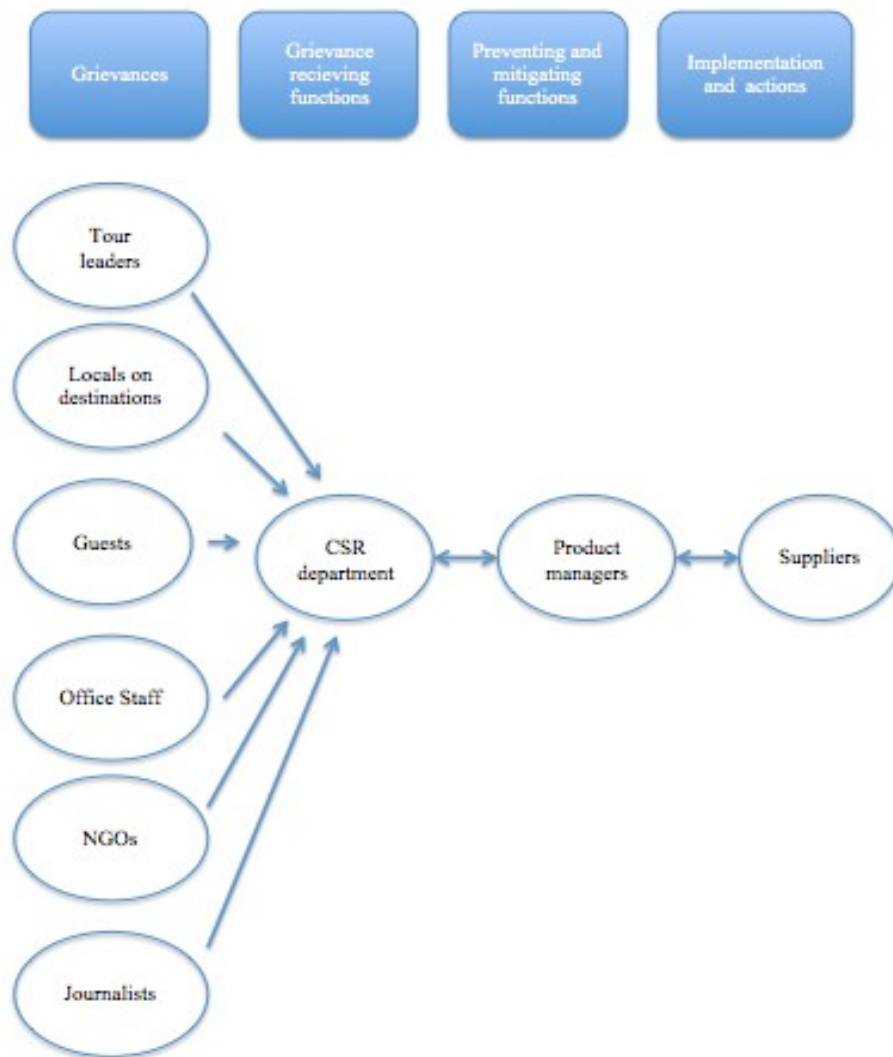 Grievances
Grievance
recieving
functions
Preventing and
mitigating
functions
Implementation
and actions
Tour
leaders
Locals on
destinations
Guests
CSR
department
Product
managers
Suppliers
Office Staff
NGOs
Journalists